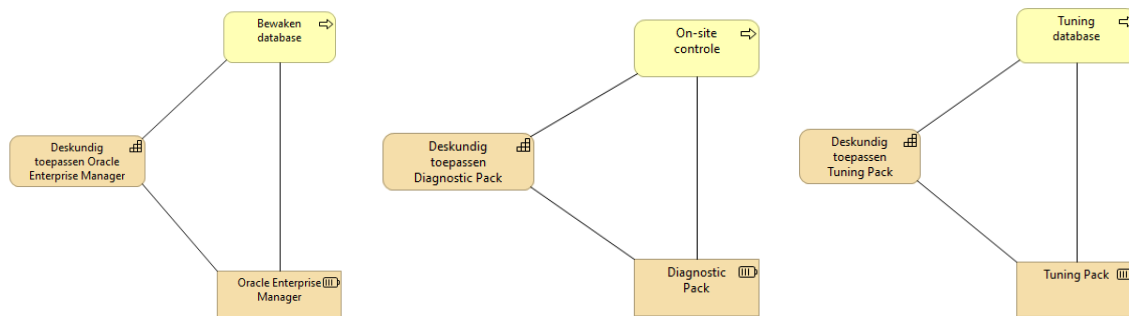 Bewaken
database
Deskundig
toepassen Oracle
Enterprise Manager
Oracle Enterprise
Manager
On-site
controle
Deskundig
toepassen
Diagnostic Pack
Diagnostic
Pack
Tuning
database
Deskundig
toepassen
Tuning Pack
Tuning Pack